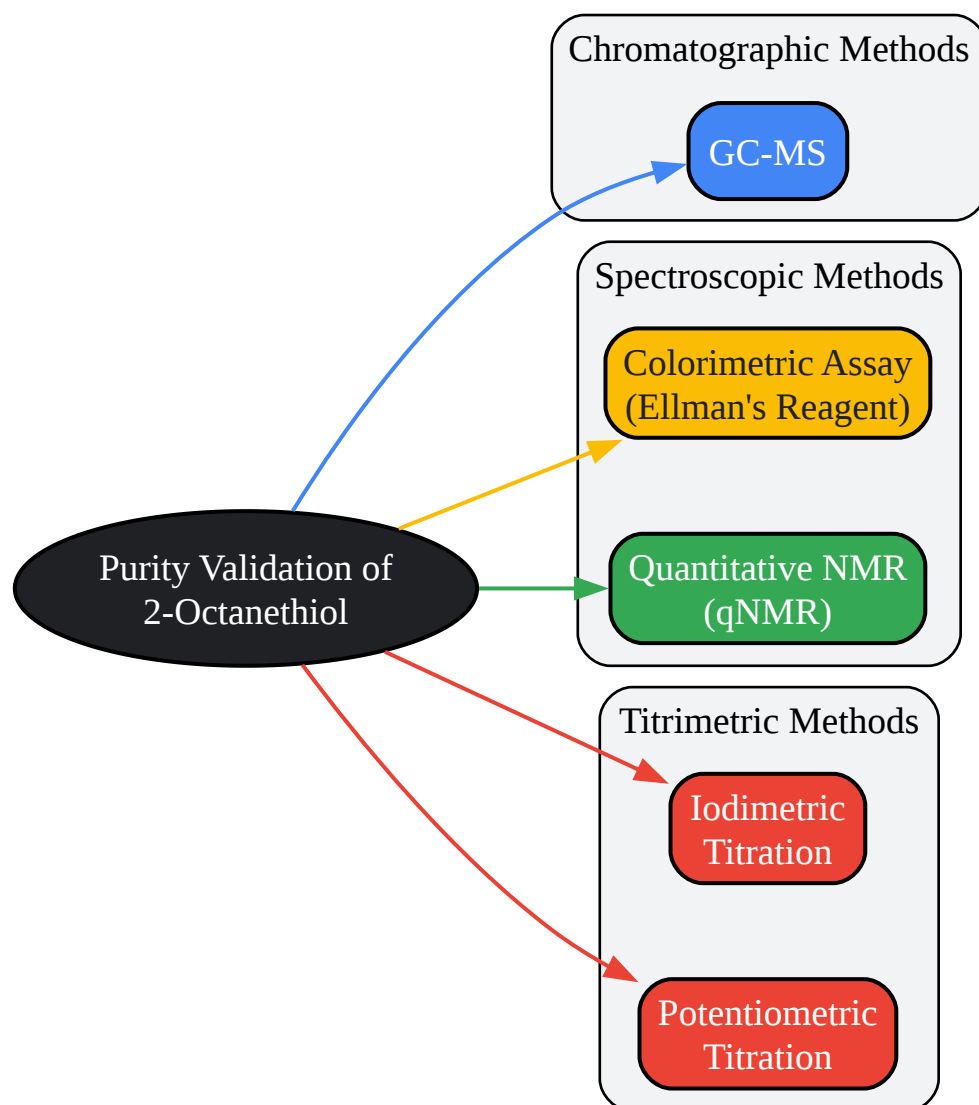 Chromatographic Methods
GC-MS
Spectroscopic Methods
Colorimetric Assay
(Ellman's Reagent)
Purity Validation of
2-Octanethiol
Quantitative NMR
(qNMR)
Titrimetric Methods
Iodimetric
Titration
Potentiometric
Titration